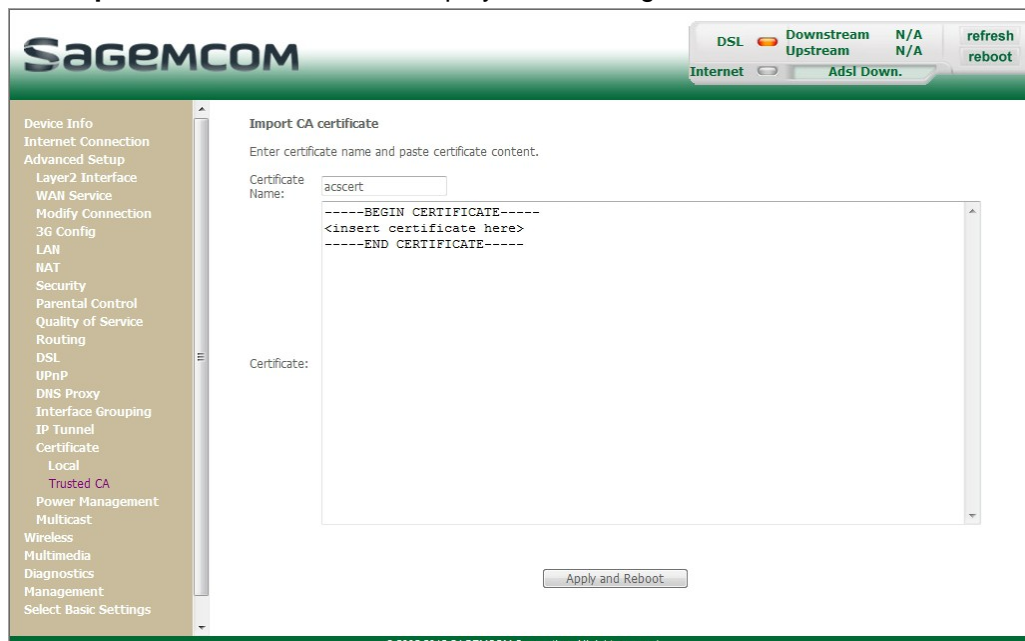 Sagemcom
DSL Downstream N/A
Upstream N/A
Internet Adsl Down.
refresh
reboot
Device Info
Internet Connection
Advanced Setup
Layer2 Interface
WAN Service
Modify Connection
3G Config
LAN
NAT
Security
Parental Control
Quality of Service
Routing
DSL
UPnP
DNS Proxy
Interface Grouping
IP Tunnel
Certificate
Local
Trusted CA
Power Management
Multicast
Wireless
Multimedia
Diagnostics
Management
Select Basic Settings
Import CA certificate
Enter certificate name and paste certificate content.
Certificate
Name:
acscert
-----BEGIN CERTIFICATE-----
<insert certificate here>
-----END CERTIFICATE-----
Certificate:
Apply and Reboot